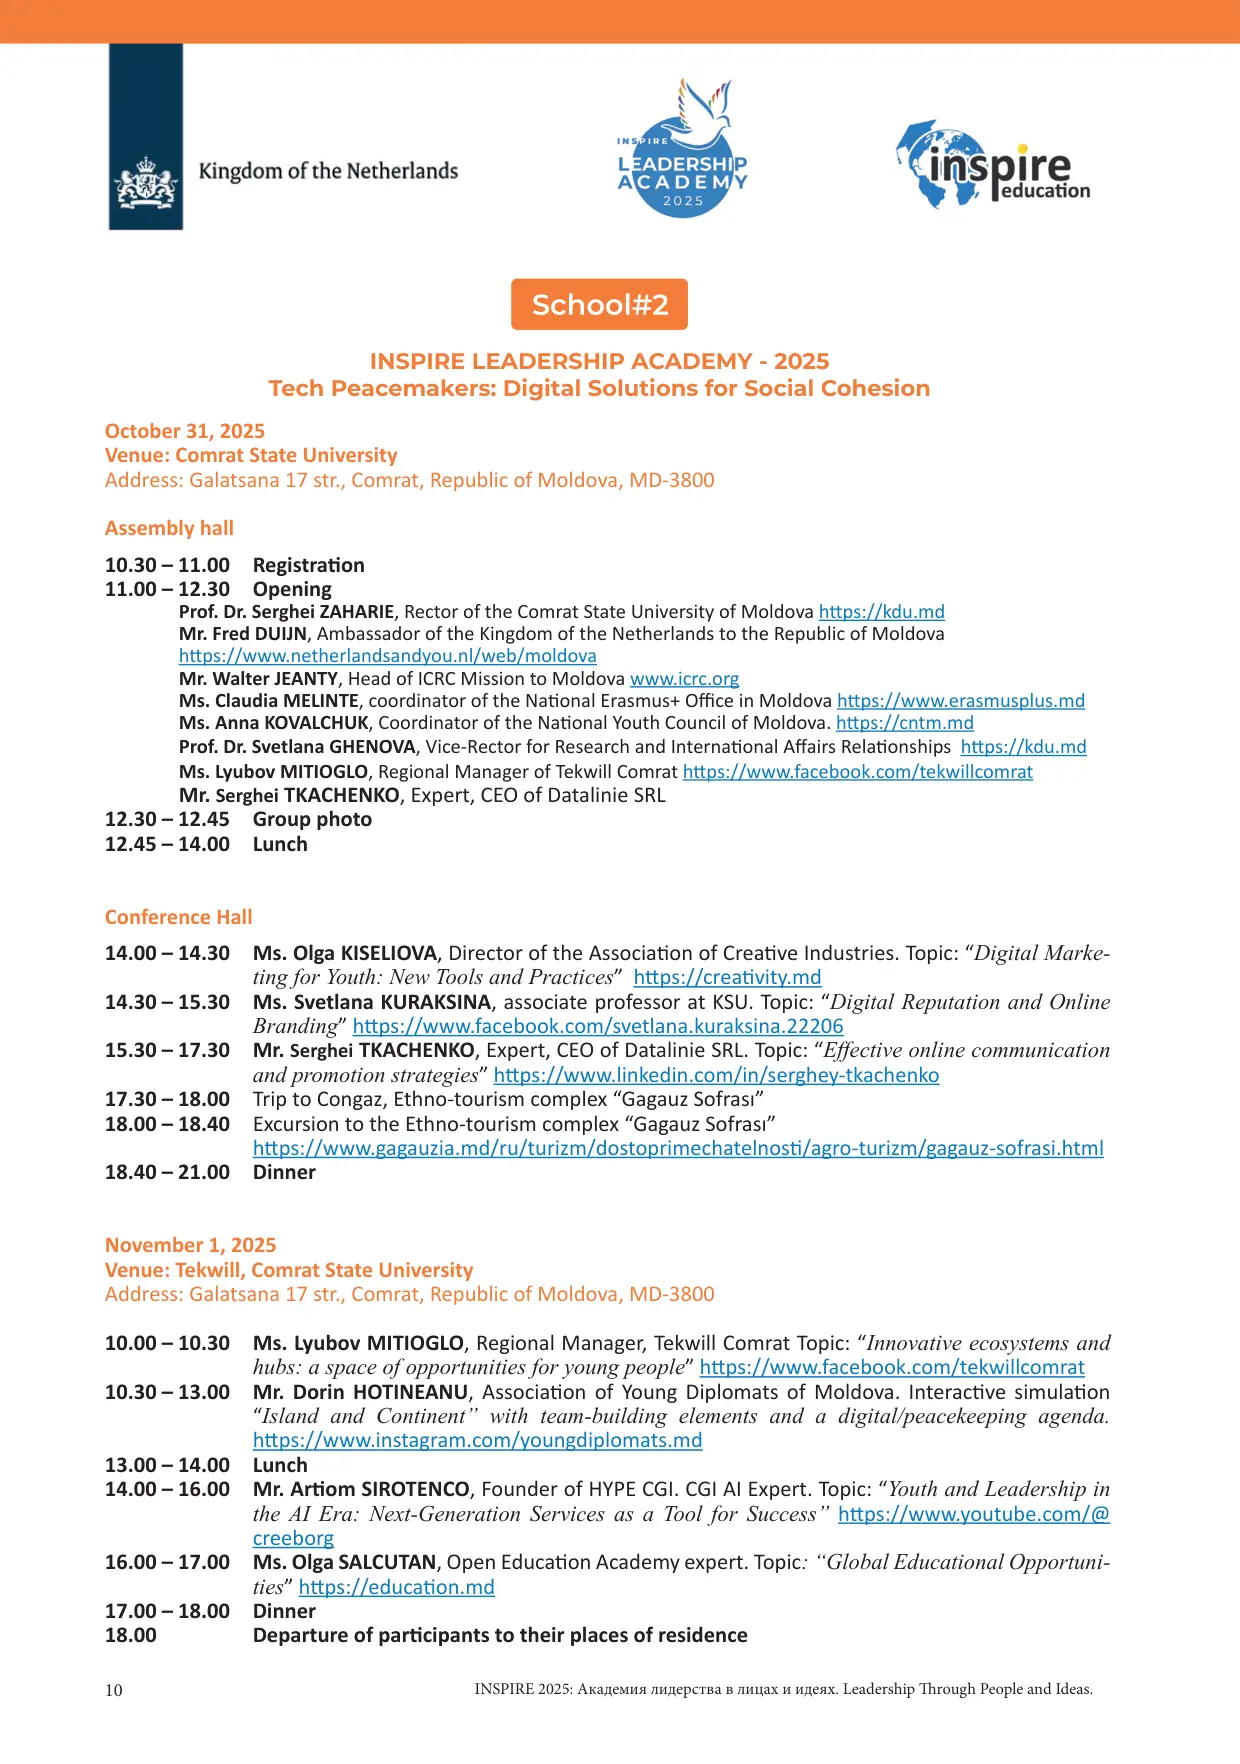 Kingdom of the Netherlands
INSPIRE
LEADERSHIP
ACADEMY
2025
inspire
education
School#2
INSPIRE LEADERSHIP ACADEMY - 2025
Tech Peacemakers: Digital Solutions for Social Cohesion
October 31, 2025
Venue: Comrat State University
Address: Galatsana 17 str., Comrat, Republic of Moldova, MD-3800
Assembly hall
10.30 – 11.00 Registration
11.00 – 12.30 Opening
Prof. Dr. Serghei ZAHARIE, Rector of the Comrat State University of Moldova https://kdu.md
Mr. Fred DUIJN, Ambassador of the Kingdom of the Netherlands to the Republic of Moldova
https://www.netherlandsandyou.nl/web/moldova
Mr. Walter JEANTY, Head of ICRC Mission to Moldova www.icrc.org
Ms. Claudia MELINTE, coordinator of the National Erasmus+ Office in Moldova https://www.erasmusplus.md
Ms. Anna KOVALCHUK, Coordinator of the National Youth Council of Moldova. https://cntm.md
Prof. Dr. Svetlana GHENOVA, Vice-Rector for Research and International Affairs Relationships https://kdu.md
Ms. Lyubov MITIOGLO, Regional Manager of Tekwill Comrat https://www.facebook.com/tekwillcomrat
Mr. Serghei TKACHENKO, Expert, CEO of Datalinie SRL
12.30 – 12.45 Group photo
12.45 – 14.00 Lunch
Conference Hall
14.00 – 14.30 Ms. Olga KISELIOVA, Director of the Association of Creative Industries. Topic: “Digital Marke-
ting for Youth: New Tools and Practices” https://creativity.md
14.30 – 15.30 Ms. Svetlana KURAKSINA, associate professor at KSU. Topic: “Digital Reputation and Online
Branding” https://www.facebook.com/svetlana.kuraksina.22206
15.30 – 17.30 Mr. Serghei TKACHENKO, Expert, CEO of Datalinie SRL. Topic: “Effective online communication
and promotion strategies” https://www.linkedin.com/in/serghey-tkachenko
17.30 – 18.00 Trip to Congaz, Ethno-tourism complex “Gagauz Sofrası”
18.00 – 18.40 Excursion to the Ethno-tourism complex “Gagauz Sofrası”
https://www.gagauzia.md/ru/turizm/dostoprimechatelnosti/agro-turizm/gagauz-sofrasi.html
18.40 – 21.00 Dinner
November 1, 2025
Venue: Tekwill, Comrat State University
Address: Galatsana 17 str., Comrat, Republic of Moldova, MD-3800
10.00 – 10.30 Ms. Lyubov MITIOGLO, Regional Manager, Tekwill Comrat Topic: “Innovative ecosystems and
hubs: a space of opportunities for young people” https://www.facebook.com/tekwillcomrat
10.30 – 13.00 Mr. Dorin HOTINEANU, Association of Young Diplomats of Moldova. Interactive simulation
“Island and Continent” with team-building elements and a digital/peacekeeping agenda.
https://www.instagram.com/youngdiplomats.md
13.00 – 14.00 Lunch
14.00 – 16.00 Mr. Artiom SIROTENCO, Founder of HYPE CGI. CGI AI Expert. Topic: “Youth and Leadership in
the AI Era: Next-Generation Services as a Tool for Success” https://www.youtube.com/@
creeborg
16.00 – 17.00 Ms. Olga SALCUTAN, Open Education Academy expert. Topic: “Global Educational Opportuni-
ties” https://education.md
17.00 – 18.00 Dinner
18.00 Departure of participants to their places of residence
10 INSPIRE 2025: Академия лидерства в лицах и идеях. Leadership Through People and Ideas.